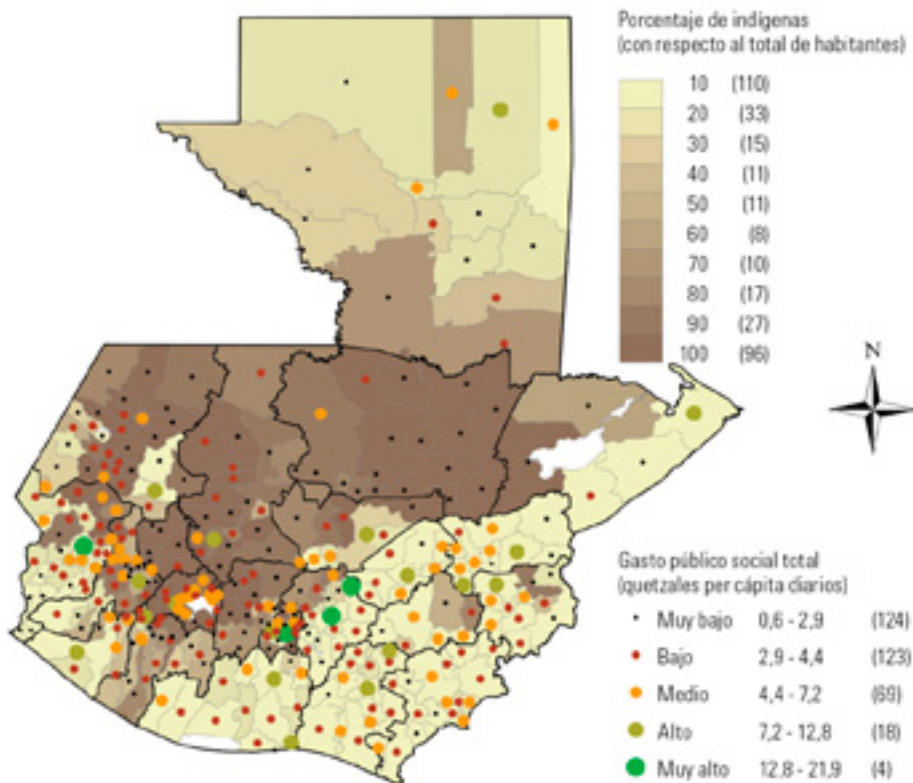 Porcentaje de indígenas
(con respecto al total de habitantes)
10 (110)
20 (33)
30 (15)
40 (11)
50 (11)
60 (8)
70 (10)
80 (17)
90 (27)
100 (96)
N
Gasto público social total
(quetzales per cápita diarios)
Muy bajo 0,6 - 2,9 (124)
Bajo 2,9 - 4,4 (123)
Medio 4,4 - 7,2 (69)
Alto 7,2 - 12,8 (18)
Muy alto 12,8 - 21,9 (4)